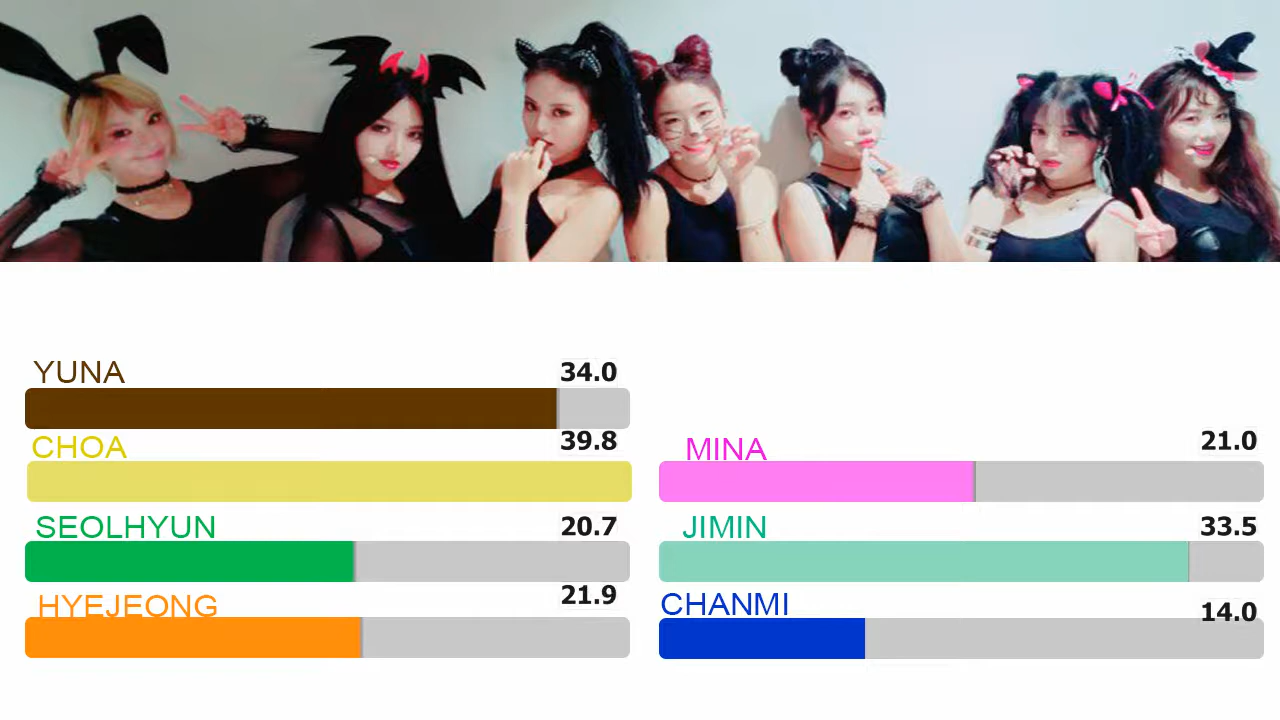 YUNA 34.0
CHOA 39.8
SEOLHYUN 20.7
HYEJEONG 21.9
MINA 21.0
JIMIN 33.5
CHANMI 14.0